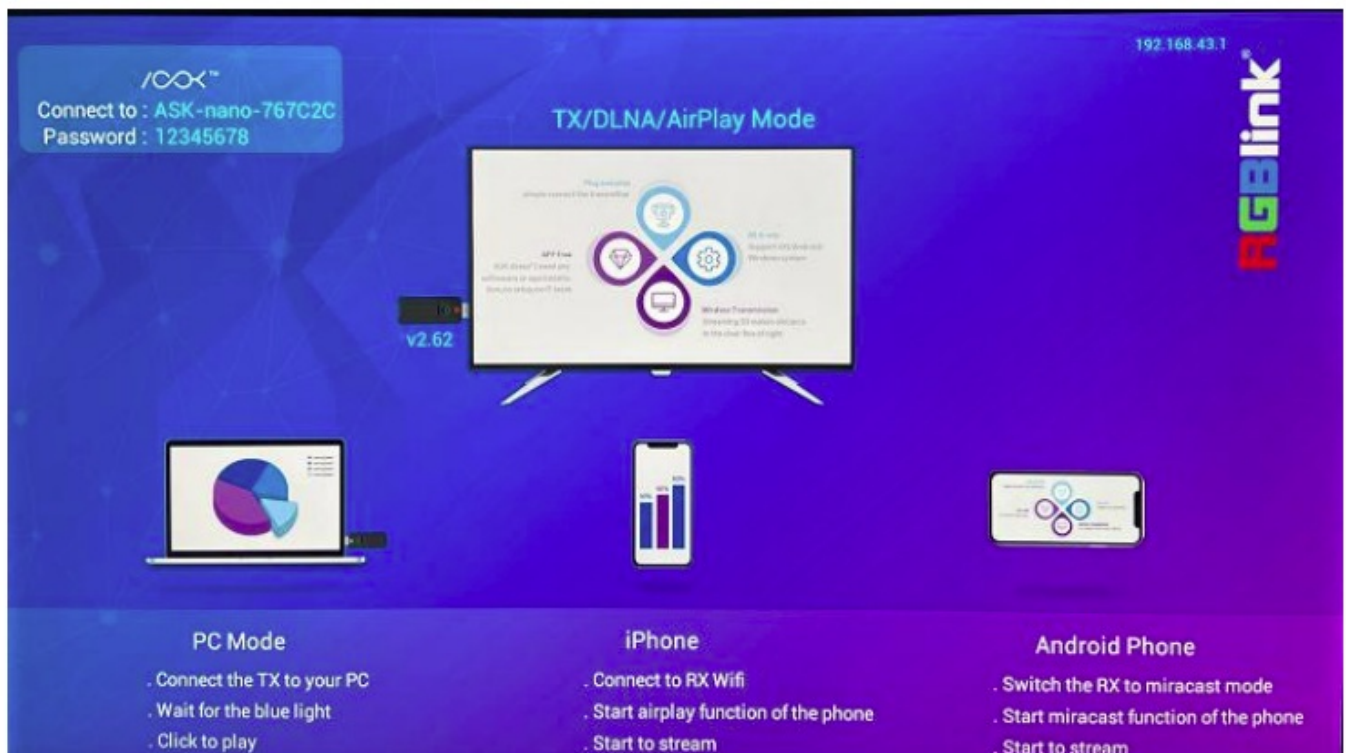 Connect to : ASK-nano-767C2C
Password : 12345678
192.168.43.1
RGBlink®
TX/DLNA/AirPlay Mode
Wireless Transmission
v2.62
PC Mode
. Connect the TX to your PC
. Wait for the blue light
. Click to play
iPhone
. Connect to RX Wifi
. Start airplay function of the phone
. Start to stream
Android Phone
. Switch the RX to miracast mode
. Start miracast function of the phone
. Start to stream